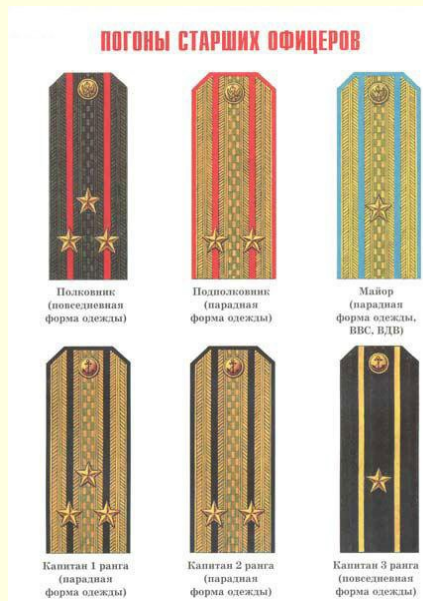 ПОГОНЫ СТАРШИХ ОФИЦЕРОВ
Полковник
(повседневная
форма одежды)
Подполковник
(парадная
форма одежды)
Майор
(парадная
форма одежды,
ВВС, ВДВ)
Капитан 1 ранга
(парадная
форма одежды)
Капитан 2 ранга
(парадная
форма одежды)
Капитан 3 ранга
(повседневная
форма одежды)